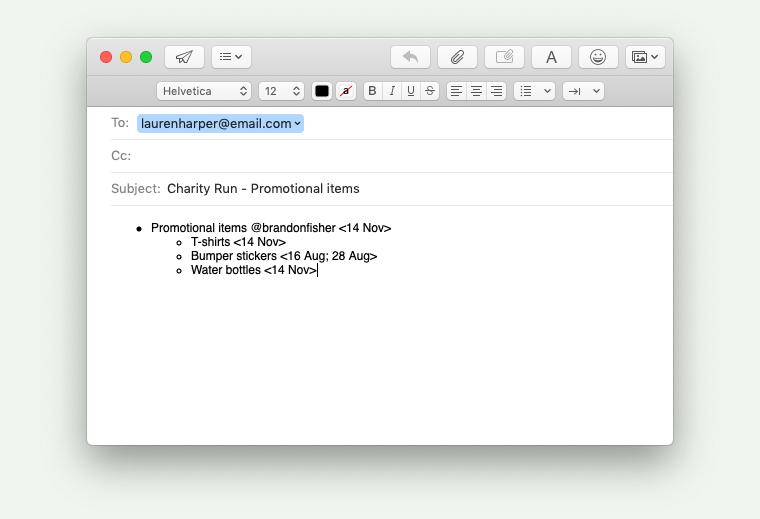 Helvetica 12 a B I U S
A
To: laurenharper@email.com
Cc:
Subject: Charity Run - Promotional items
• Promotional items @brandonfisher <14 Nov>
◦ T-shirts <14 Nov>
◦ Bumper stickers <16 Aug; 28 Aug>
◦ Water bottles <14 Nov>